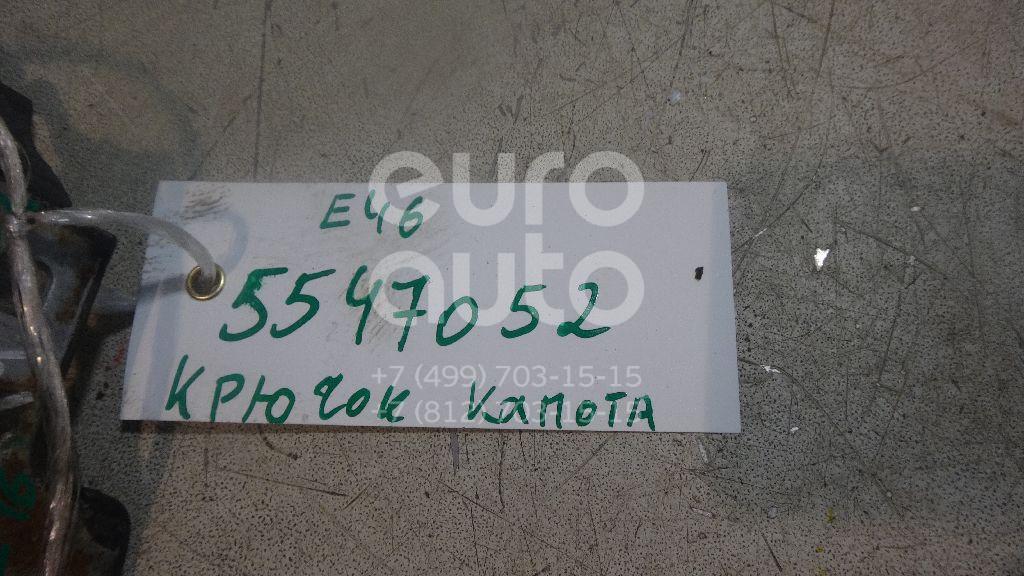 E46
5547052
Крючок капота
euro
auto
+7 (499) 703-15-15